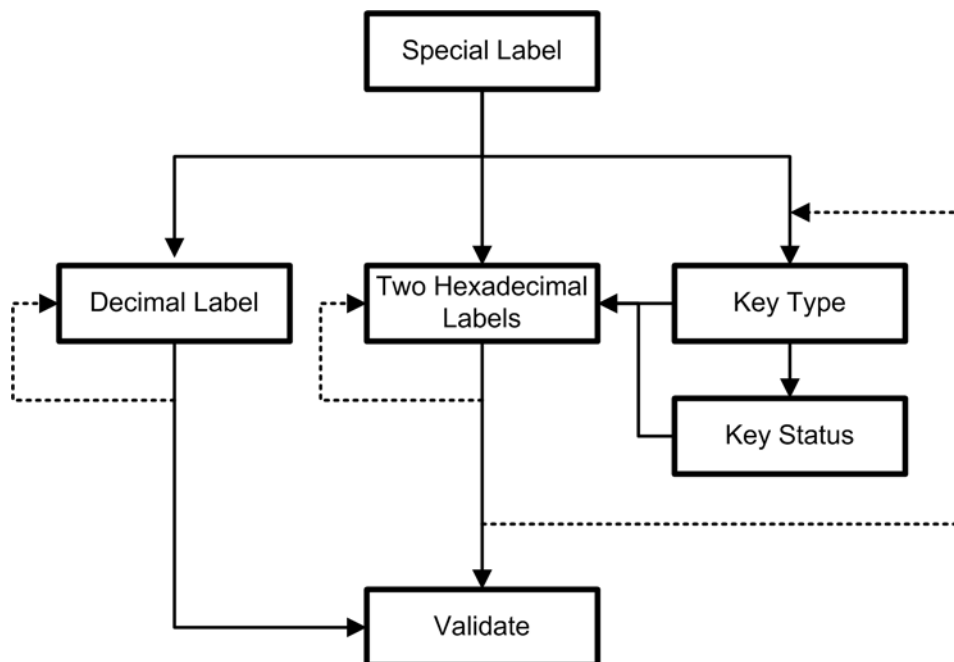 Special Label
Decimal Label
Two Hexadecimal
Labels
Key Type
Key Status
Validate